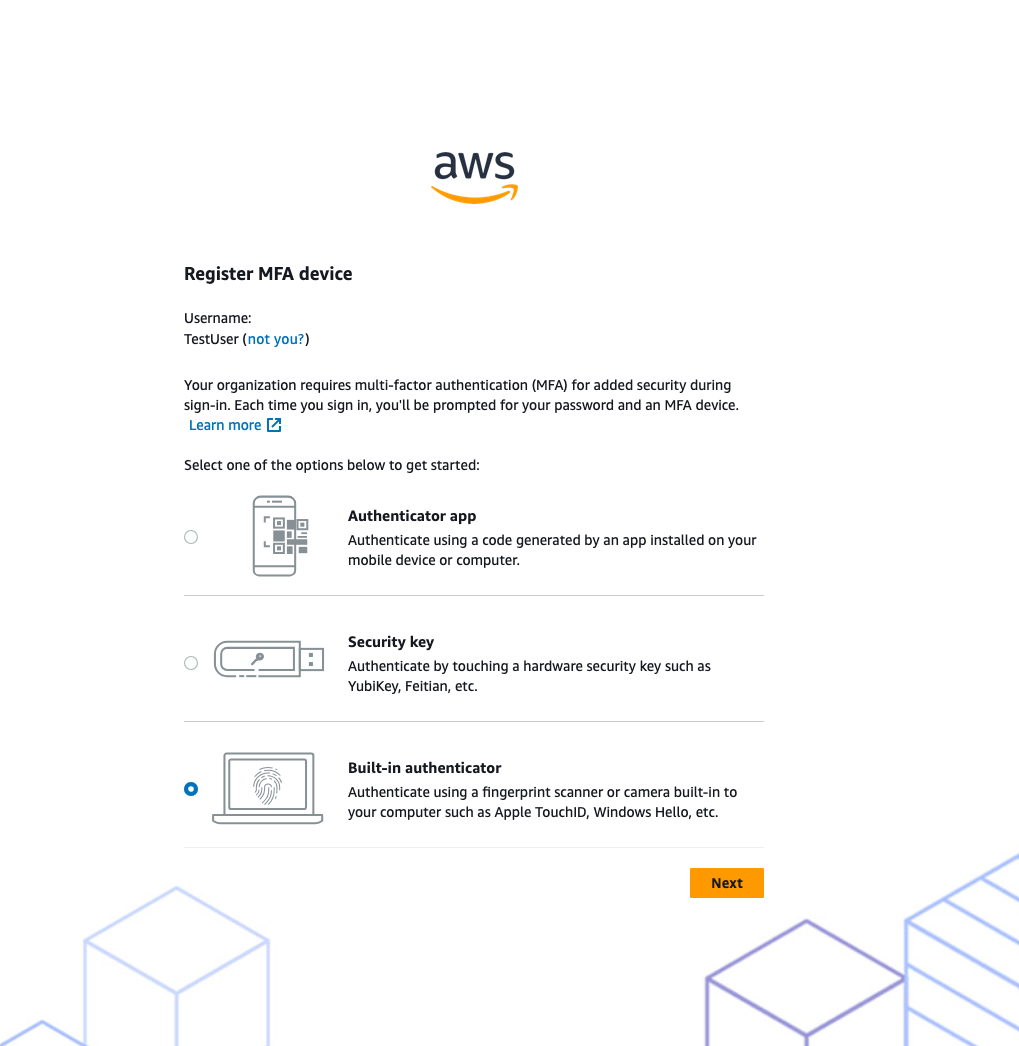 aws
Register MFA device
Username:
TestUser (not you?)
Your organization requires multi-factor authentication (MFA) for added security during
sign-in. Each time you sign in, you'll be prompted for your password and an MFA device.
Learn more
Select one of the options below to get started:
Authenticator app
Authenticate using a code generated by an app installed on your
mobile device or computer.
Security key
Authenticate by touching a hardware security key such as
YubiKey, Feitian, etc.
Built-in authenticator
Authenticate using a fingerprint scanner or camera built-in to
your computer such as Apple TouchID, Windows Hello, etc.
Next